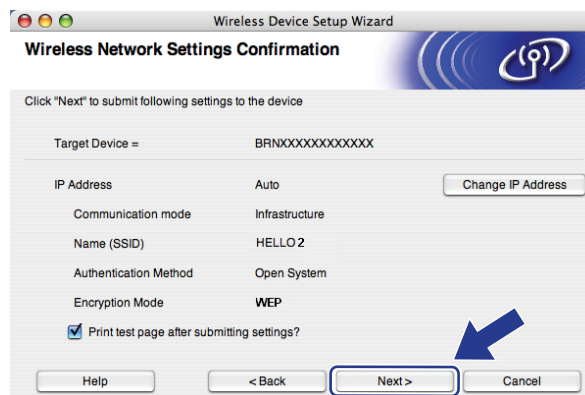 Wireless Device Setup Wizard
Wireless Network Settings Confirmation
Click "Next" to submit following settings to the device
Target Device = BRNXXXXXXXXXXXX
IP Address Auto Change IP Address
Communication mode Infrastructure
Name (SSID) HELLO 2
Authentication Method Open System
Encryption Mode WEP
Print test page after submitting settings?
Help < Back Next > Cancel